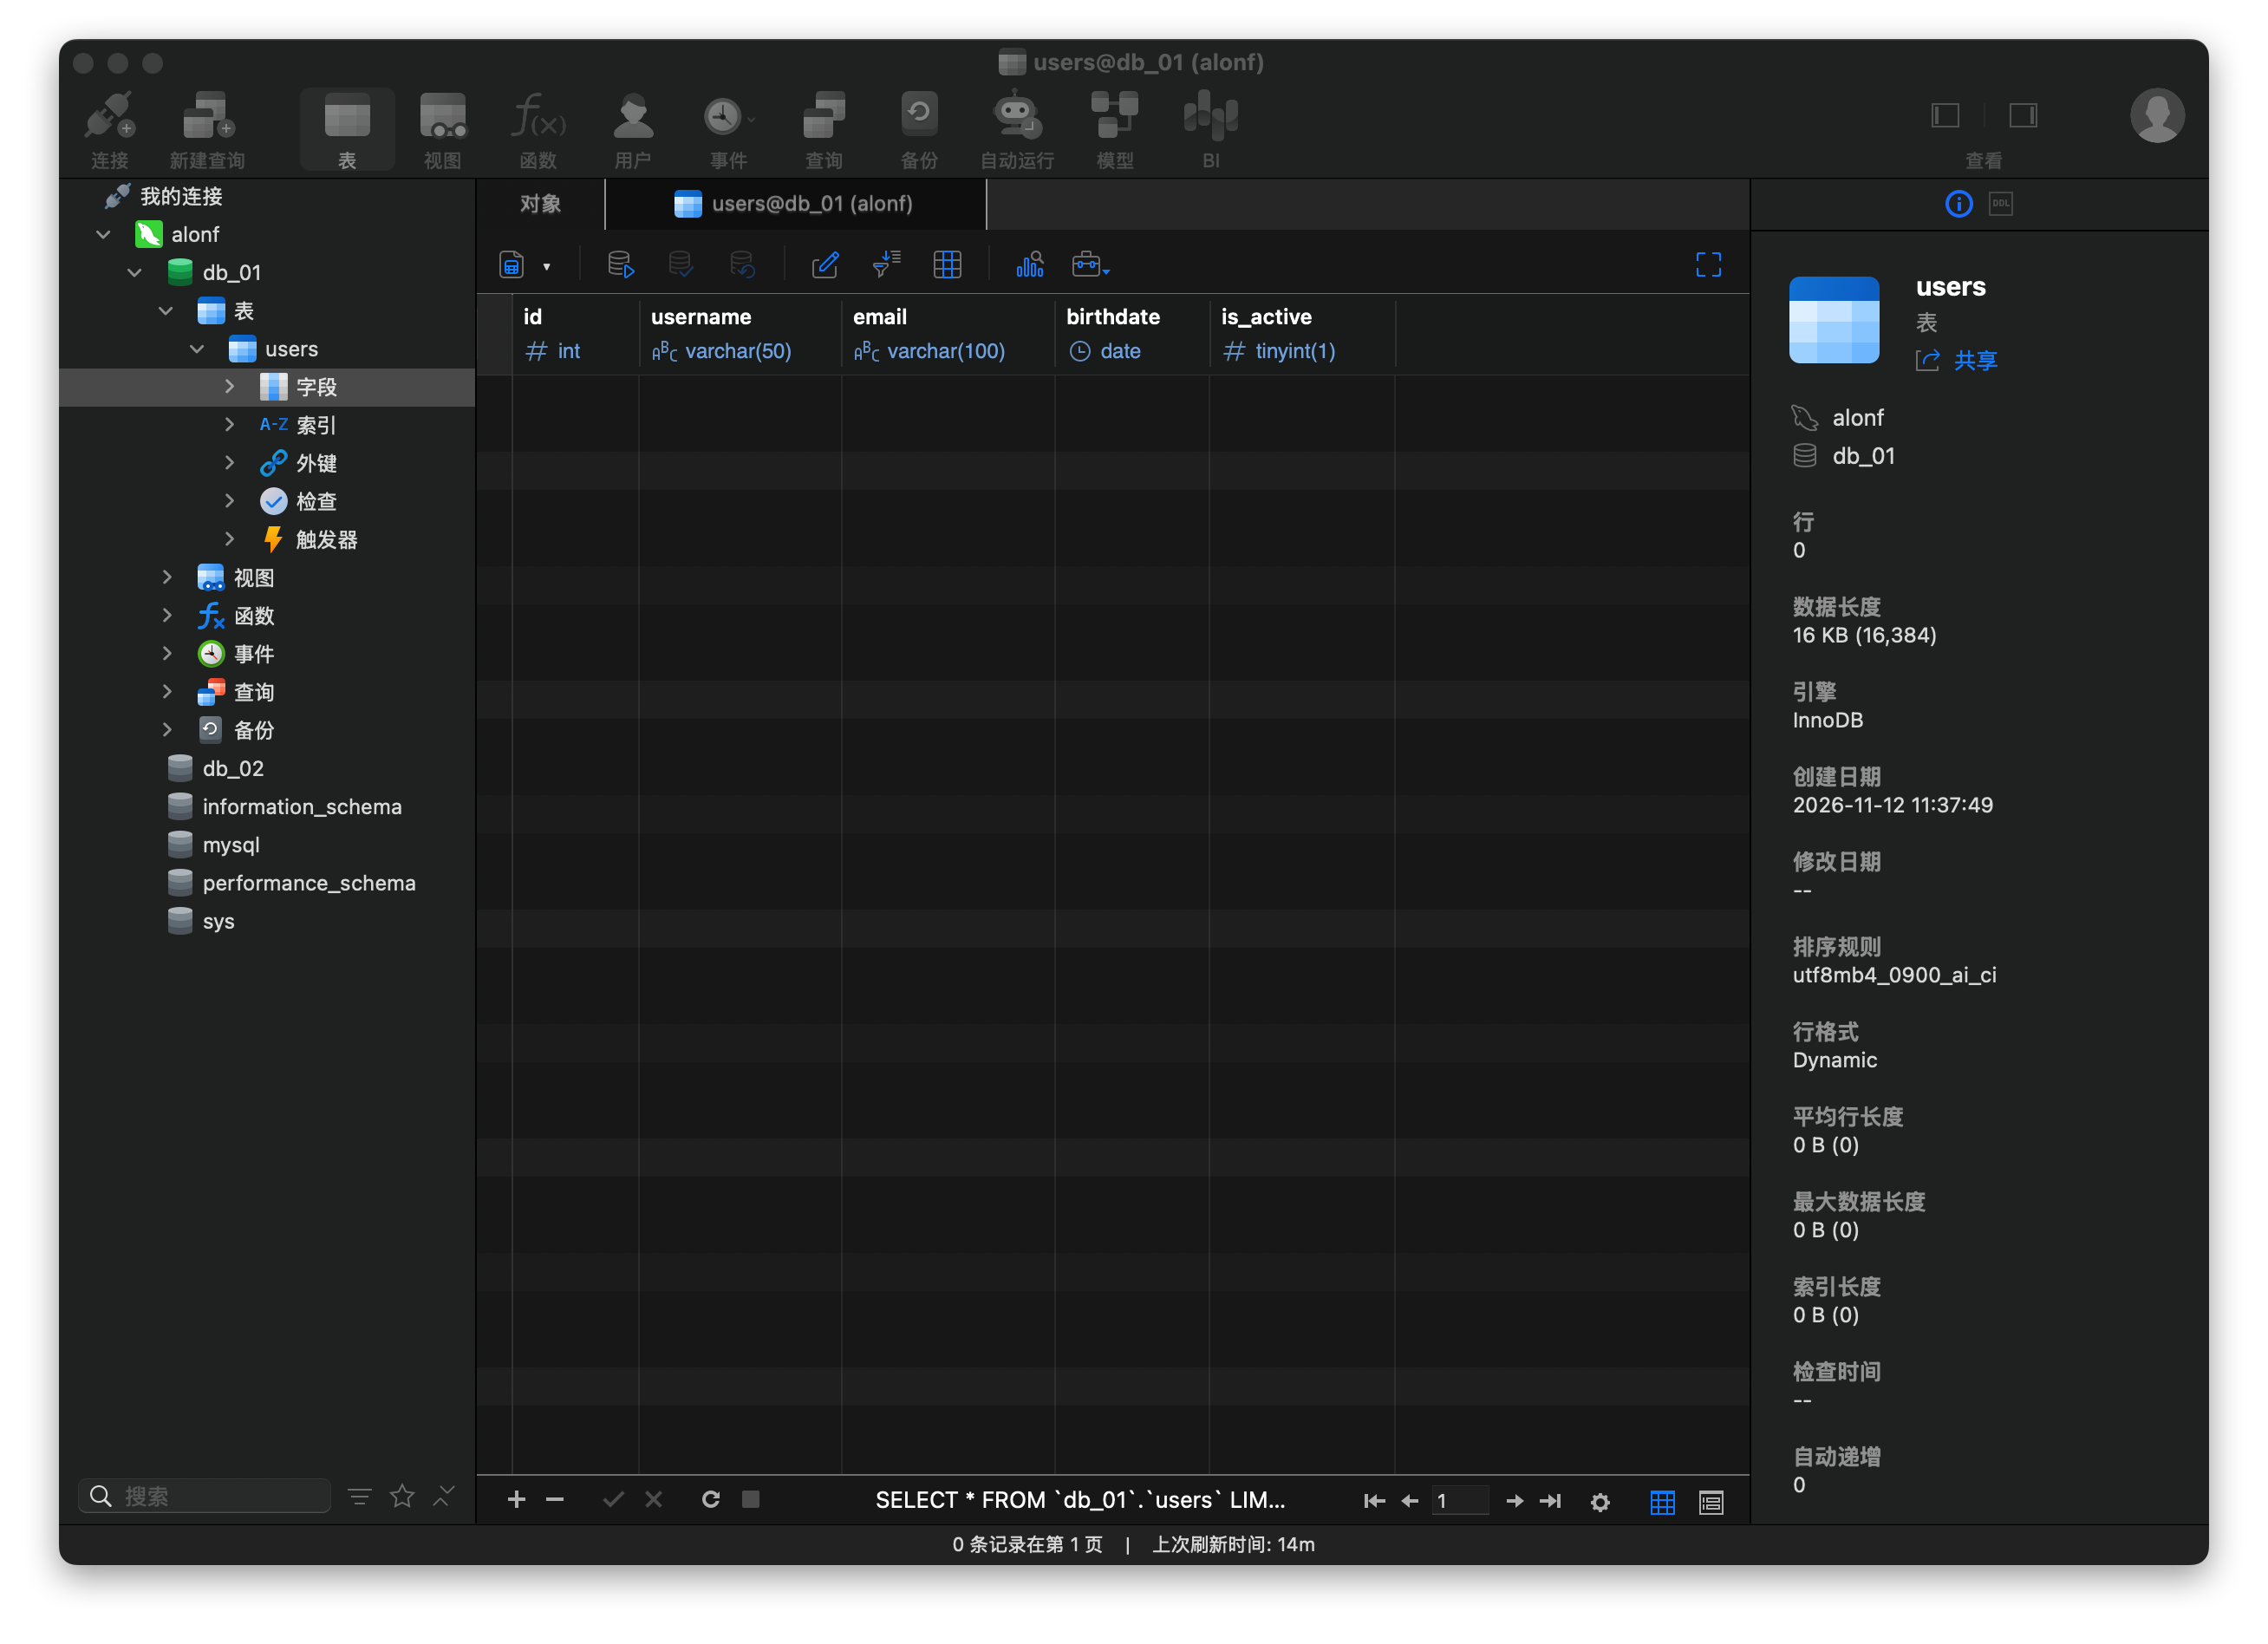 users@db_01 (alonf)
连接
新建查询
表
视图
函数
用户
事件
查询
备份
自动运行
模型
BI
查看
我的连接
alonf
db_01
表
users
字段
A-Z 索引
外键
检查
触发器
视图
函数
事件
查询
备份
db_02
information_schema
mysql
performance_schema
sys
搜索
对象
users@db_01 (alonf)
id
# int
username
ABC varchar(50)
email
ABC varchar(100)
birthdate
date
is_active
# tinyint(1)
SELECT * FROM `db_01`.`users` LIM...
1
0 条记录在第 1 页 | 上次刷新时间: 14m
DDL
users
表
共享
alonf
db_01
行
0
数据长度
16 KB (16,384)
引擎
InnoDB
创建日期
2026-11-12 11:37:49
修改日期
--
排序规则
utf8mb4_0900_ai_ci
行格式
Dynamic
平均行长度
0 B (0)
最大数据长度
0 B (0)
索引长度
0 B (0)
检查时间
--
自动递增
0